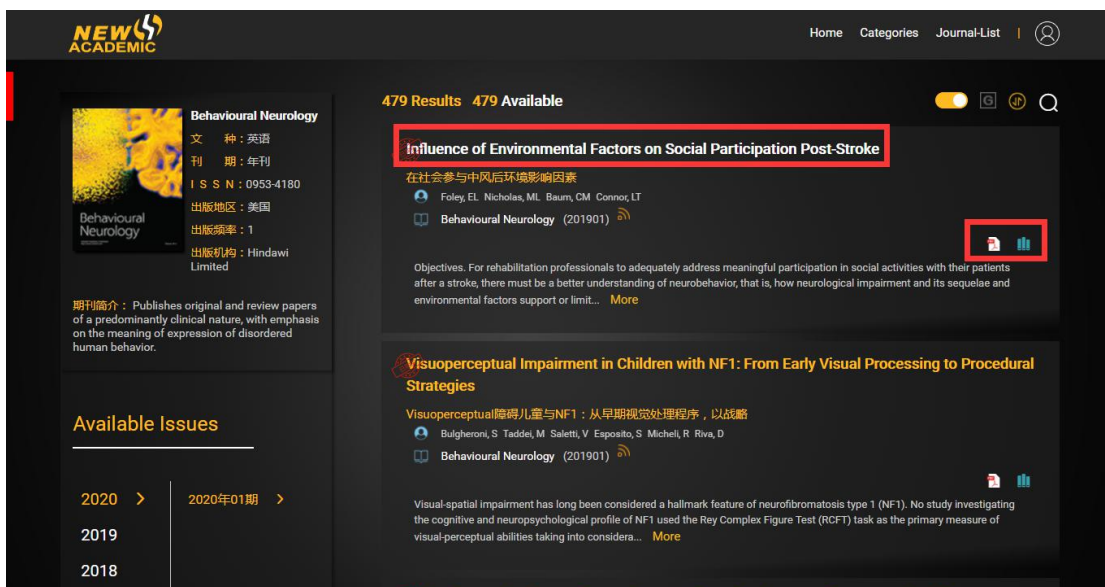 NEW
ACADEMIC
Home Categories Journal-List |
Behavioural
Neurology
Behavioural Neurology
文 种：英语
刊 期：年刊
I S S N：0953-4180
出版地区：美国
出版频率：1
出版机构：Hindawi
Limited
期刊简介： Publishes original and review papers
of a predominantly clinical nature, with emphasis
on the meaning of expression of disordered
human behavior.
Available Issues
2020 >
2020年01期 >
2019
2018
479 Results 479 Available
G
Influence of Environmental Factors on Social Participation Post-Stroke
在社会参与中风后环境影响因素
Foley, EL Nicholas, ML Baum, CM Connor, LT
Behavioural Neurology (201901)
Objectives. For rehabilitation professionals to adequately address meaningful participation in social activities with their patients
after a stroke, there must be a better understanding of neurobehavior, that is, how neurological impairment and its sequelae and
environmental factors support or limit... More
Visuoperceptual Impairment in Children with NF1: From Early Visual Processing to Procedural
Strategies
Visuoperceptual障碍儿童与NF1：从早期视觉处理程序，以战略
Bulgheroni, S Taddei, M Saletti, V Esposito, S Micheli, R Riva, D
Behavioural Neurology (201901)
Visual-spatial impairment has long been considered a hallmark feature of neurofibromatosis type 1 (NF1). No study investigating
the cognitive and neuropsychological profile of NF1 used the Rey Complex Figure Test (RCFT) task as the primary measure of
visual-perceptual abilities taking into considera... More